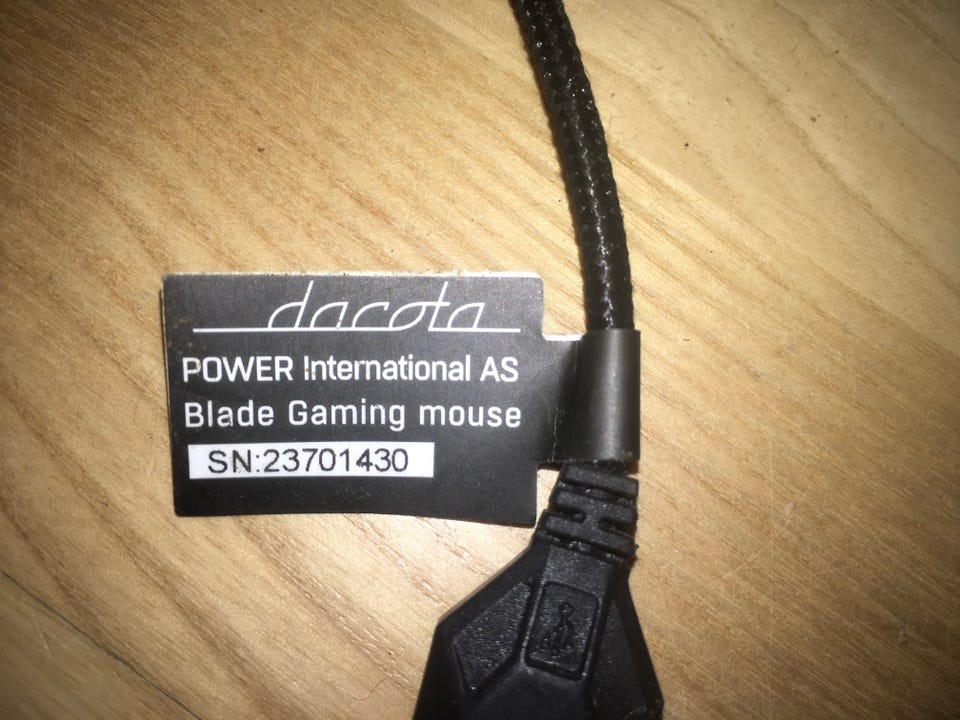 dacota
POWER International AS
Blade Gaming mouse
SN:23701430